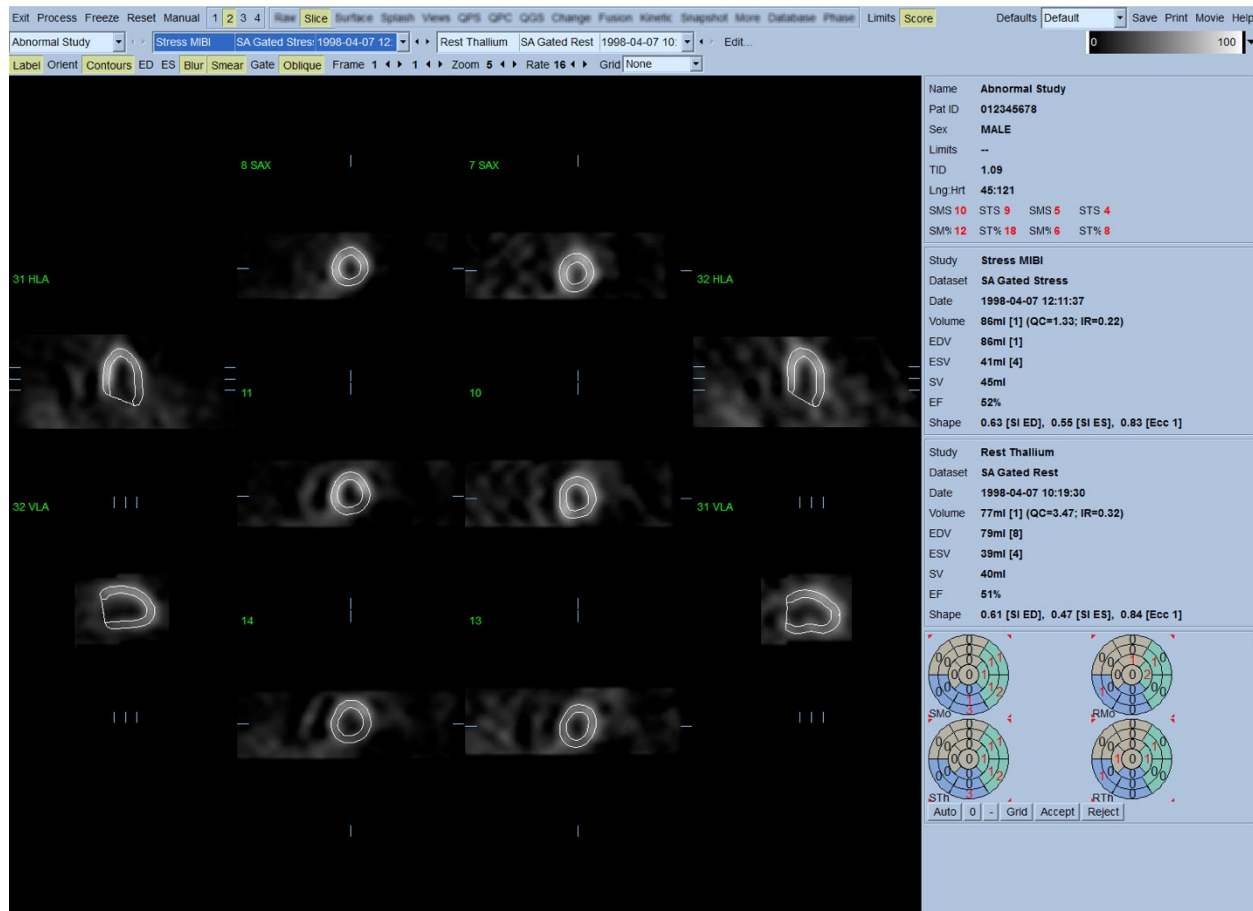 Exit Process Freeze Reset Manual 1 2 3 4 Raw Slice Surface Splash Views QPS QPC QGS Change Fusion Kinetic Snapshot More Database Phase Limits Score Defaults Default Save Print Movie Help
Abnormal Study Stress MIBI SA Gated Stres 1998-04-07 12: Rest Thallium SA Gated Rest 1998-04-07 10: Edit... 0 100
Label Orient Contours ED ES Blur Smear Gate Oblique Frame 1 1 Zoom 5 Rate 16 Grid None
8 SAX 7 SAX
31 HLA 32 HLA
11 10
32 VLA 31 VLA
14 13
Name Abnormal Study
Pat ID 012345678
Sex MALE
Limits --
TID 1.09
Lng:Hrt 45:121
SMS 10 STS 9 SMS 5 STS 4
SM% 12 ST% 18 SM% 6 ST% 8
Study Stress MIBI
Dataset SA Gated Stress
Date 1998-04-07 12:11:37
Volume 86ml [1] (QC=1.33; IR=0.22)
EDV 86ml [1]
ESV 41ml [4]
SV 45ml
EF 52%
Shape 0.63 [SI ED], 0.55 [SI ES], 0.83 [Ecc 1]
Study Rest Thallium
Dataset SA Gated Rest
Date 1998-04-07 10:19:30
Volume 77ml [1] (QC=3.47; IR=0.32)
EDV 79ml [8]
ESV 39ml [4]
SV 40ml
EF 51%
Shape 0.61 [SI ED], 0.47 [SI ES], 0.84 [Ecc 1]
SMo RMo
STh RTh
Auto 0 - Grid Accept Reject